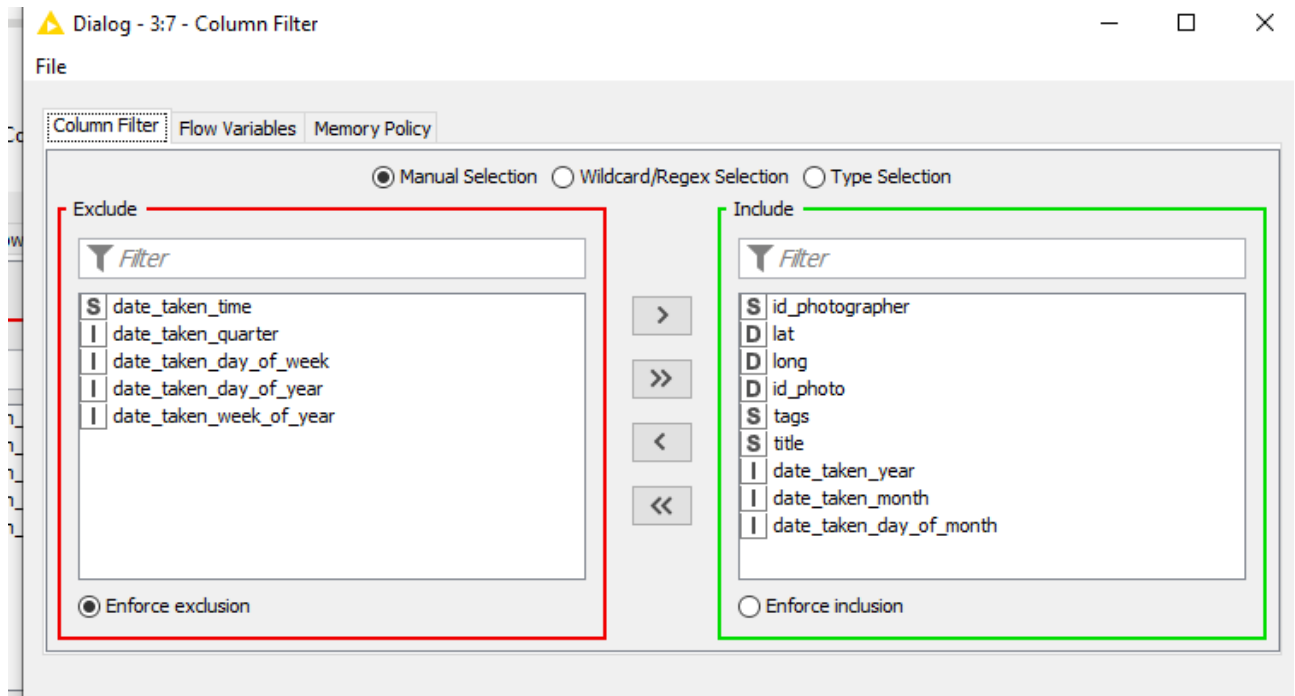 Dialog - 3:7 - Column Filter
File
Column Filter Flow Variables Memory Policy
Manual Selection Wildcard/Regex Selection Type Selection
Exclude
Filter
S date_taken_time
I date_taken_quarter
I date_taken_day_of_week
I date_taken_day_of_year
I date_taken_week_of_year
Enforce exclusion
>
>>
<
<<
Include
Filter
S id_photographer
D lat
D long
D id_photo
S tags
S title
I date_taken_year
I date_taken_month
I date_taken_day_of_month
Enforce inclusion